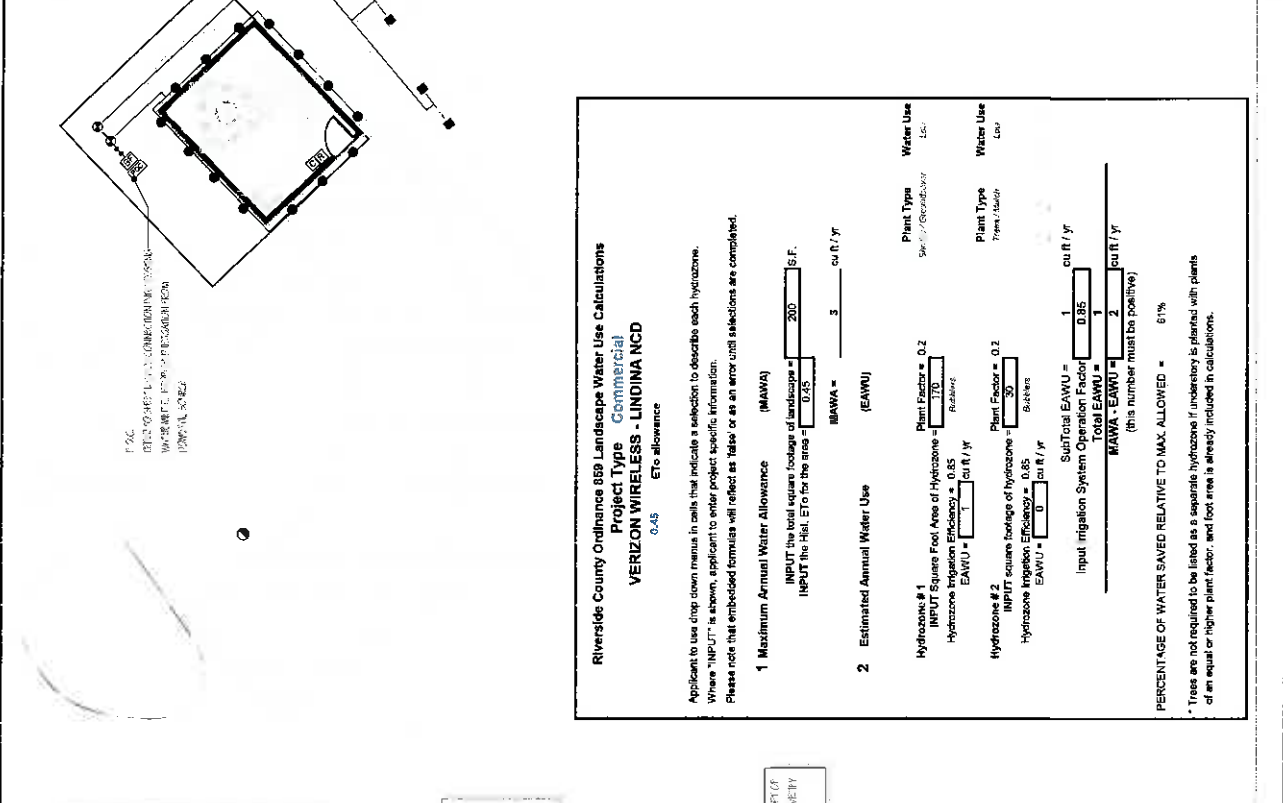 P.O.C.
WATER METER. FOR IRRIGATION FROM
C R
Riverside County Ordinance 859 Landscape Water Use Calculations
Project Type Commercial
VERIZON WIRELESS - LINDINA NCD
0.45 ETo allowance
Applicant to use drop down menus in cells that indicate a selection to describe each hydrozone.
Where "INPUT" is shown, applicant to enter project specific information.
Please note that embedded formulas will reflect as 'false' or as an error until selections are completed.
1 Maximum Annual Water Allowance (MAWA)
INPUT the total square footage of landscape = 200 S.F.
INPUT the Hist. ETo for the area = 0.45
MAWA = 3 cu ft / yr
2 Estimated Annual Water Use (EAWU)
Hydrozone # 1 Plant Factor = 0.2 Plant Type Water Use
INPUT Square Foot Area of Hydrozone = 170 Shrubs / Groundcover Low
Hydrozone Irrigation Efficiency = 0.85 Bubblers
EAWU = 1 cu ft / yr
Hydrozone # 2 Plant Factor = 0.2 Plant Type Water Use
INPUT square footage of hydrozone = 30 Trees / Mulch Low
Hydrozone Irrigation Efficiency = 0.85 Bubblers
EAWU = 0 cu ft / yr
SubTotal EAWU = 1 cu ft / yr
Input Irrigation System Operation Factor 0.85
Total EAWU = 1
MAWA - EAWU = 2 cu ft / yr
(this number must be positive)
PERCENTAGE OF WATER SAVED RELATIVE TO MAX. ALLOWED = 61%
* Trees are not required to be listed as a separate hydrozone if understory is planted with plants
of an equal or higher plant factor, and foot area is already included in calculations.